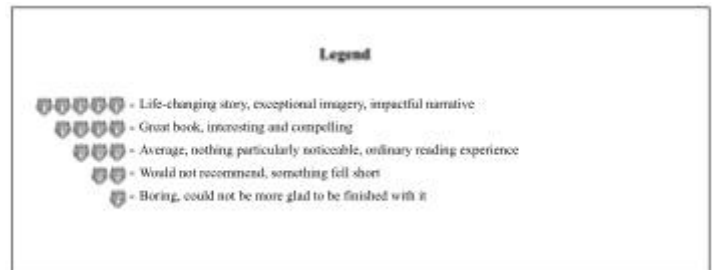 Legend
- Life-changing story, exceptional imagery, impactful narrative
- Great book, interesting and compelling
- Average, nothing particularly noticeable, ordinary reading experience
- Would not recommend, something fell short
- Boring, could not be more glad to be finished with it